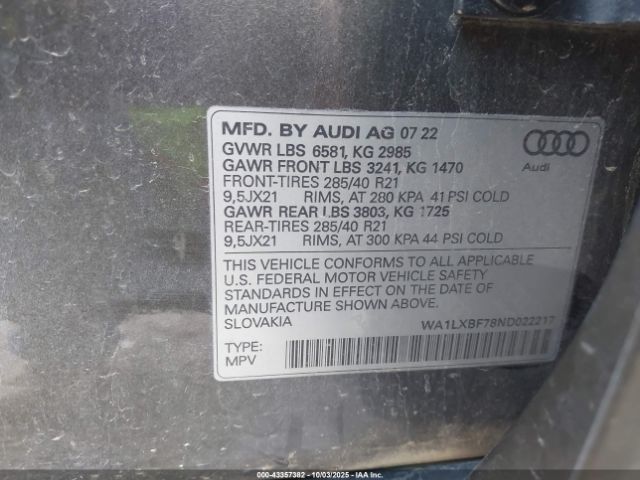 MFD. BY AUDI AG 07 22
GVWR LBS 6581, KG 2985
GAWR FRONT LBS 3241, KG 1470
FRONT-TIRES 285/40 R21
9,5JX21 RIMS, AT 280 KPA 41 PSI COLD
GAWR REAR LBS 3803, KG 1725
REAR-TIRES 285/40 R21
9,5JX21 RIMS, AT 300 KPA 44 PSI COLD
Audi
THIS VEHICLE CONFORMS TO ALL APPLICABLE
U.S. FEDERAL MOTOR VEHICLE SAFETY
STANDARDS IN EFFECT ON THE DATE OF
MANUFACTURE SHOWN ABOVE.
SLOVAKIA WA1LXBF78ND022217
TYPE:
MPV
00-43357382 | 10/03/2025 | IAA Inc.